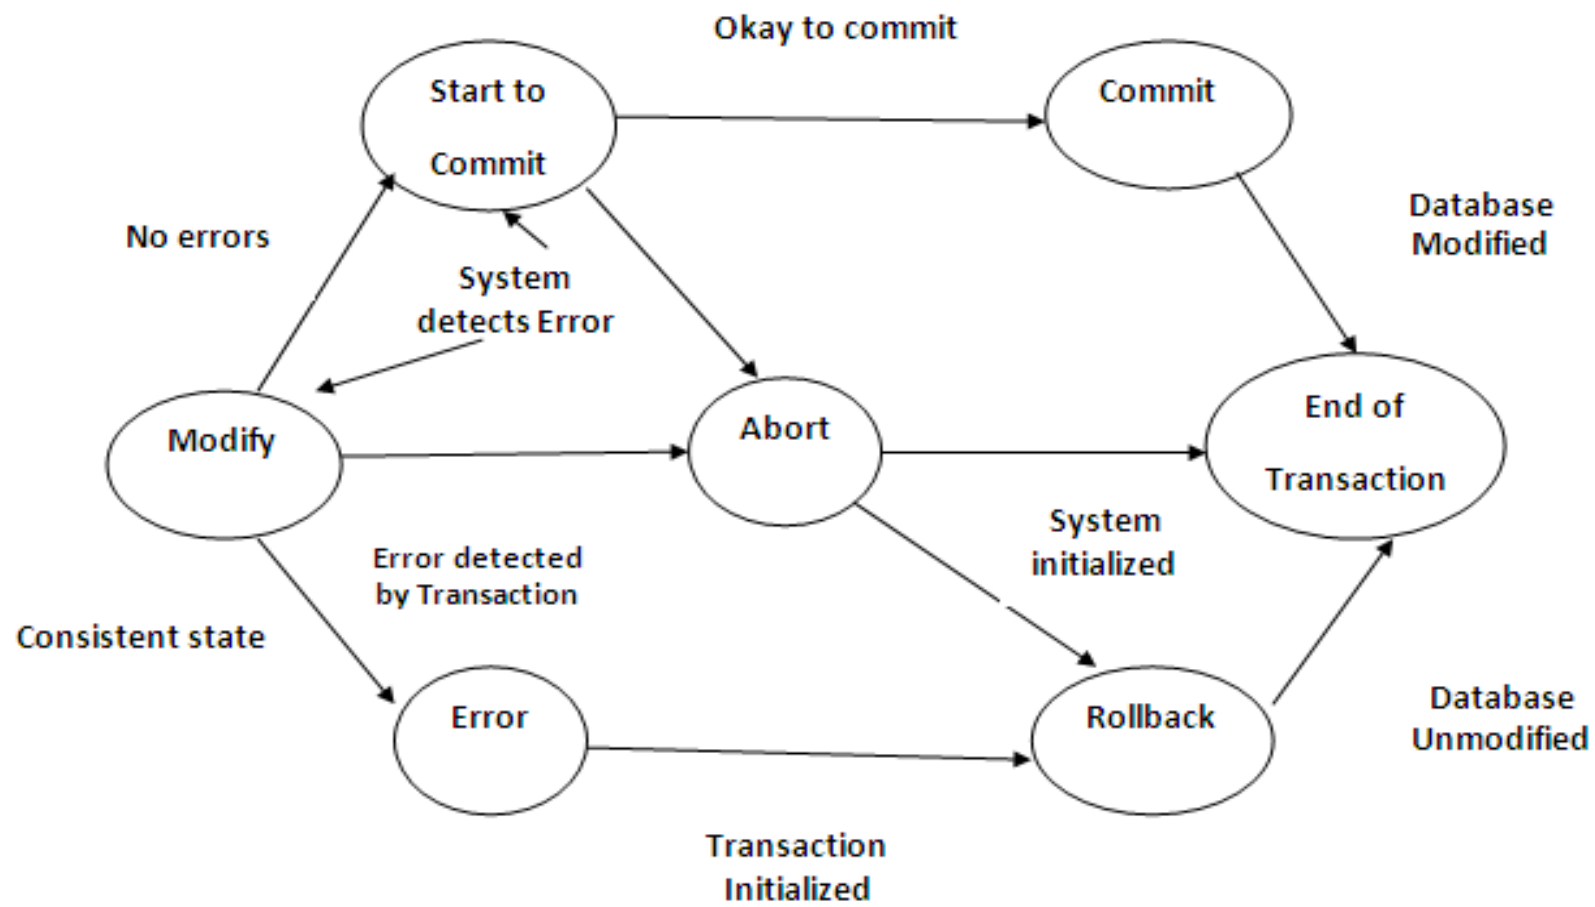 Okay to commit
Start to
Commit
Commit
No errors
Database
Modified
System
detects Error
Modify
Abort
End of
Transaction
System
initialized
Error detected
by Transaction
Consistent state
Error
Rollback
Database
Unmodified
Transaction
Initialized